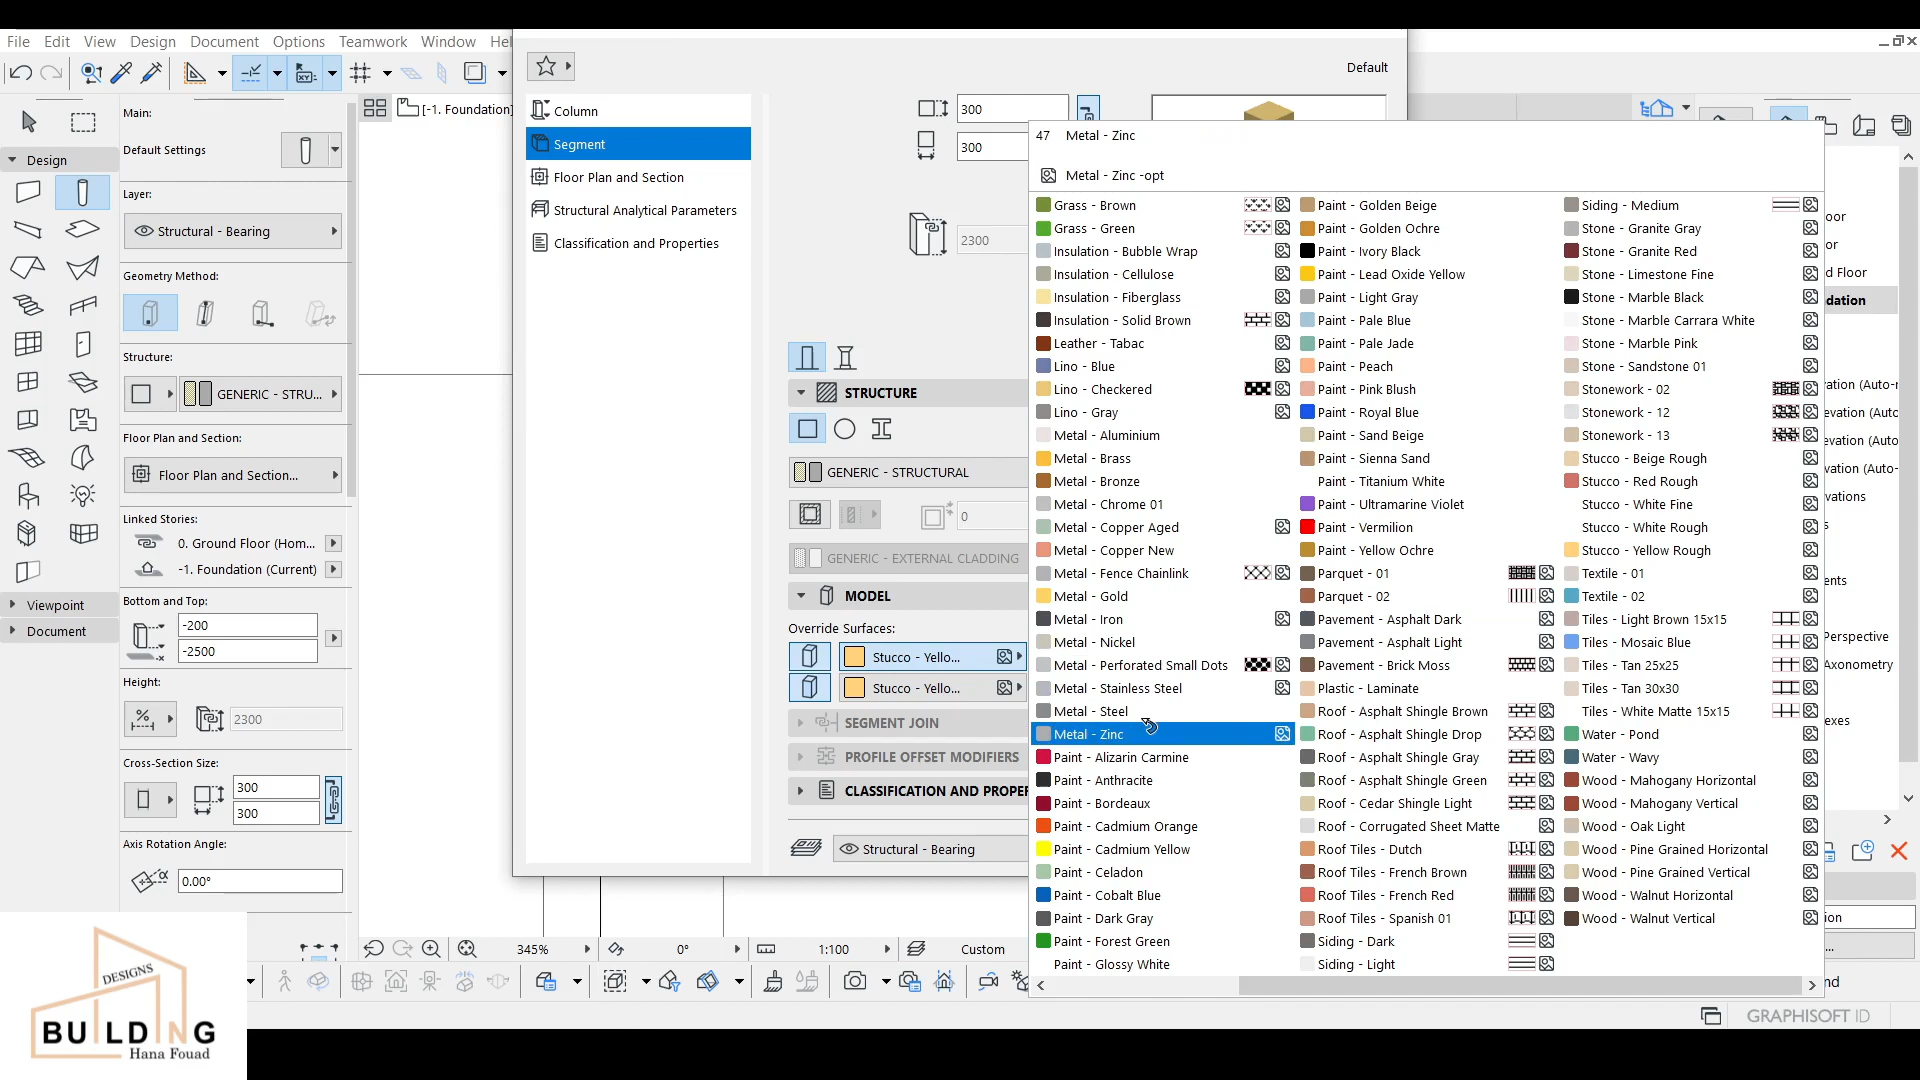 File Edit View Design Document Options Teamwork Window Hel
Main:
Default Settings
Layer:
Structural - Bearing
Geometry Method:
Structure:
GENERIC - STRU...
Floor Plan and Section:
Floor Plan and Section...
Linked Stories:
0. Ground Floor (Hom...
-1. Foundation (Current)
Bottom and Top:
-200
-2500
Height:
2300
Cross-Section Size:
300
300
Axis Rotation Angle:
0.00°
Design
Viewpoint
Document
[-1. Foundation]
Default
Column
Segment
Floor Plan and Section
Structural Analytical Parameters
Classification and Properties
300
300
2300
STRUCTURE
GENERIC - STRUCTURAL
0
GENERIC - EXTERNAL CLADDING
MODEL
Override Surfaces:
Stucco - Yello...
Stucco - Yello...
SEGMENT JOIN
PROFILE OFFSET MODIFIERS
CLASSIFICATION AND PROPER
Structural - Bearing
47 Metal - Zinc
Metal - Zinc -opt
Grass - Brown
Grass - Green
Insulation - Bubble Wrap
Insulation - Cellulose
Insulation - Fiberglass
Insulation - Solid Brown
Leather - Tabac
Lino - Blue
Lino - Checkered
Lino - Gray
Metal - Aluminium
Metal - Brass
Metal - Bronze
Metal - Chrome 01
Metal - Copper Aged
Metal - Copper New
Metal - Fence Chainlink
Metal - Gold
Metal - Iron
Metal - Nickel
Metal - Perforated Small Dots
Metal - Stainless Steel
Metal - Steel
Metal - Zinc
Paint - Alizarin Carmine
Paint - Anthracite
Paint - Bordeaux
Paint - Cadmium Orange
Paint - Cadmium Yellow
Paint - Celadon
Paint - Cobalt Blue
Paint - Dark Gray
Paint - Forest Green
Paint - Glossy White
Paint - Golden Beige
Paint - Golden Ochre
Paint - Ivory Black
Paint - Lead Oxide Yellow
Paint - Light Gray
Paint - Pale Blue
Paint - Pale Jade
Paint - Peach
Paint - Pink Blush
Paint - Royal Blue
Paint - Sand Beige
Paint - Sienna Sand
Paint - Titanium White
Paint - Ultramarine Violet
Paint - Vermilion
Paint - Yellow Ochre
Parquet - 01
Parquet - 02
Pavement - Asphalt Dark
Pavement - Asphalt Light
Pavement - Brick Moss
Plastic - Laminate
Roof - Asphalt Shingle Brown
Roof - Asphalt Shingle Drop
Roof - Asphalt Shingle Gray
Roof - Asphalt Shingle Green
Roof - Cedar Shingle Light
Roof - Corrugated Sheet Matte
Roof Tiles - Dutch
Roof Tiles - French Brown
Roof Tiles - French Red
Roof Tiles - Spanish 01
Siding - Dark
Siding - Light
Siding - Medium
Stone - Granite Gray
Stone - Granite Red
Stone - Limestone Fine
Stone - Marble Black
Stone - Marble Carrara White
Stone - Marble Pink
Stone - Sandstone 01
Stonework - 02
Stonework - 12
Stonework - 13
Stucco - Beige Rough
Stucco - Red Rough
Stucco - White Fine
Stucco - White Rough
Stucco - Yellow Rough
Textile - 01
Textile - 02
Tiles - Light Brown 15x15
Tiles - Mosaic Blue
Tiles - Tan 25x25
Tiles - Tan 30x30
Tiles - White Matte 15x15
Water - Pond
Water - Wavy
Wood - Mahogany Horizontal
Wood - Mahogany Vertical
Wood - Oak Light
Wood - Pine Grained Horizontal
Wood - Pine Grained Vertical
Wood - Walnut Horizontal
Wood - Walnut Vertical
oor
or
d Floor
dation
ration (Auto-r
evation (Auto
evation (Auto-
evation (Auto-
vations
s
ents
Perspective
Axonometry
exes
ion
...
nd
345% 0° 1:100 Custom
GRAPHISOFT ID
DESIGNS
BUILDING
Hana Fouad